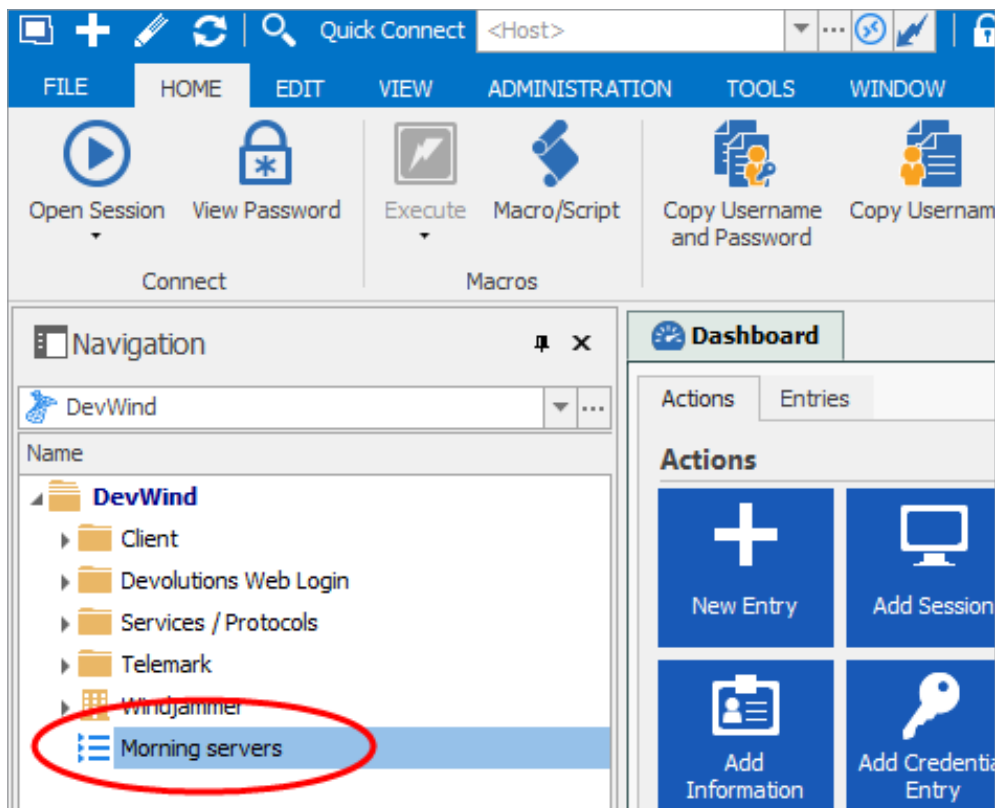 Quick Connect <Host>
FILE HOME EDIT VIEW ADMINISTRATION TOOLS WINDOW
Open Session View Password Execute Macro/Script Copy Username and Password Copy Usernam
Connect Macros
Navigation
DevWind
Name
DevWind
Client
Devolutions Web Login
Services / Protocols
Telemark
Windjammer
Morning servers
Dashboard
Actions Entries
Actions
New Entry Add Session
Add Information
Add Credentia
Entry